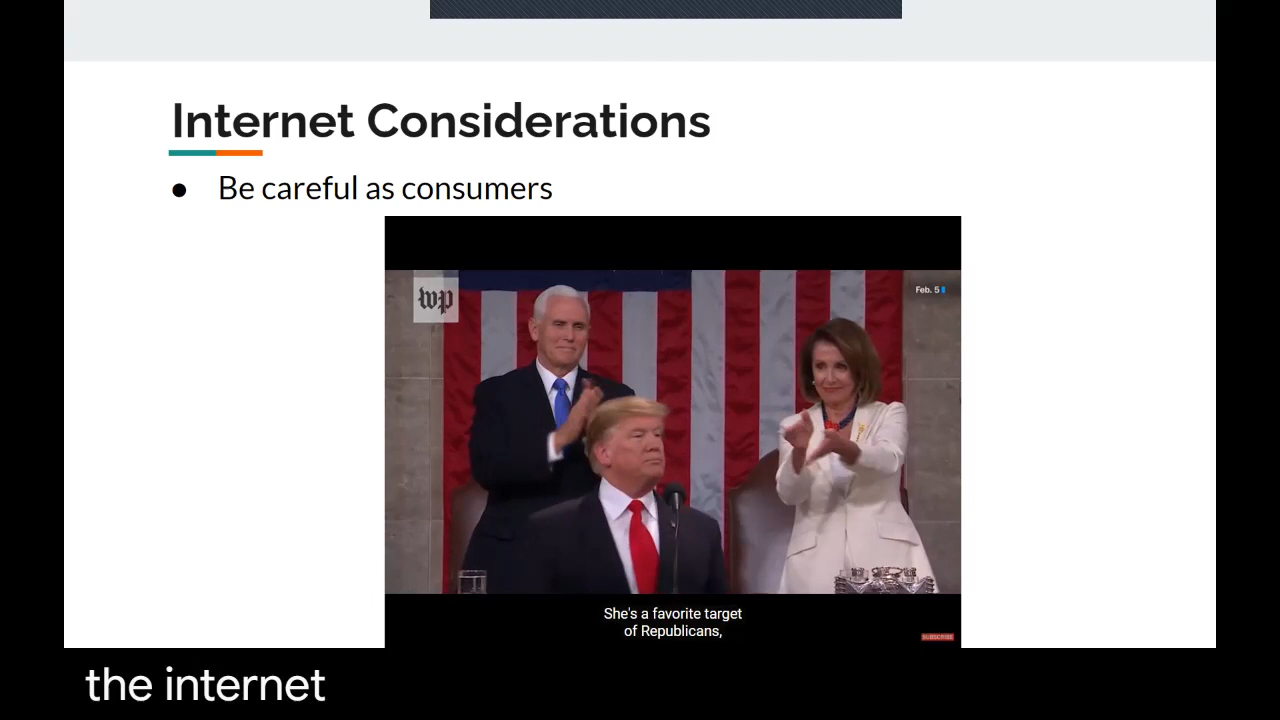 Internet Considerations
● Be careful as consumers
wp
Feb. 5
She's a favorite target
of Republicans,
SUBSCRIBE
the internet